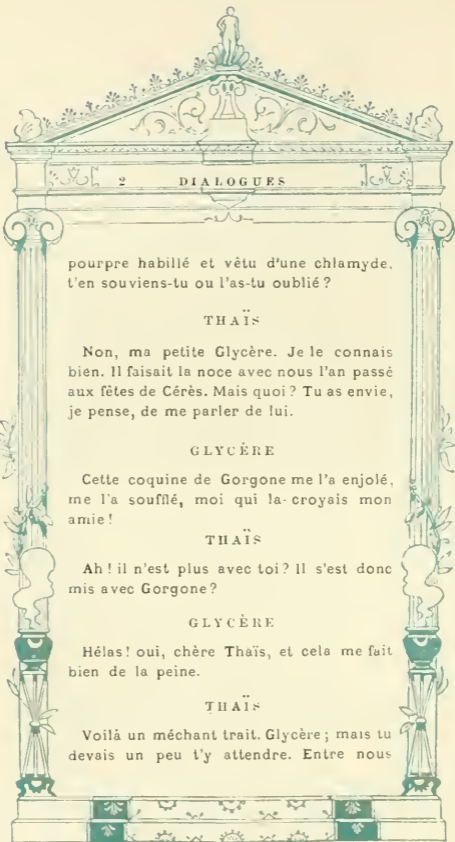 2 DIALOGUES
pourpre habillé et vêtu d'une chlamyde,
t'en souviens-tu ou l'as-tu oublié ?
THAÏS
Non, ma petite Glycère. Je le connais
bien. Il faisait la noce avec nous l'an passé
aux fêtes de Cérès. Mais quoi ? Tu as envie,
je pense, de me parler de lui.
GLYCÈRE
Cette coquine de Gorgone me l'a enjolé,
me l'a soufflé, moi qui la croyais mon
amie !
THAÏS
Ah ! il n'est plus avec toi ? Il s'est donc
mis avec Gorgone ?
GLYCÈRE
Hélas ! oui, chère Thaïs, et cela me fait
bien de la peine.
THAÏS
Voilà un méchant trait. Glycère ; mais tu
devais un peu t'y attendre. Entre nous